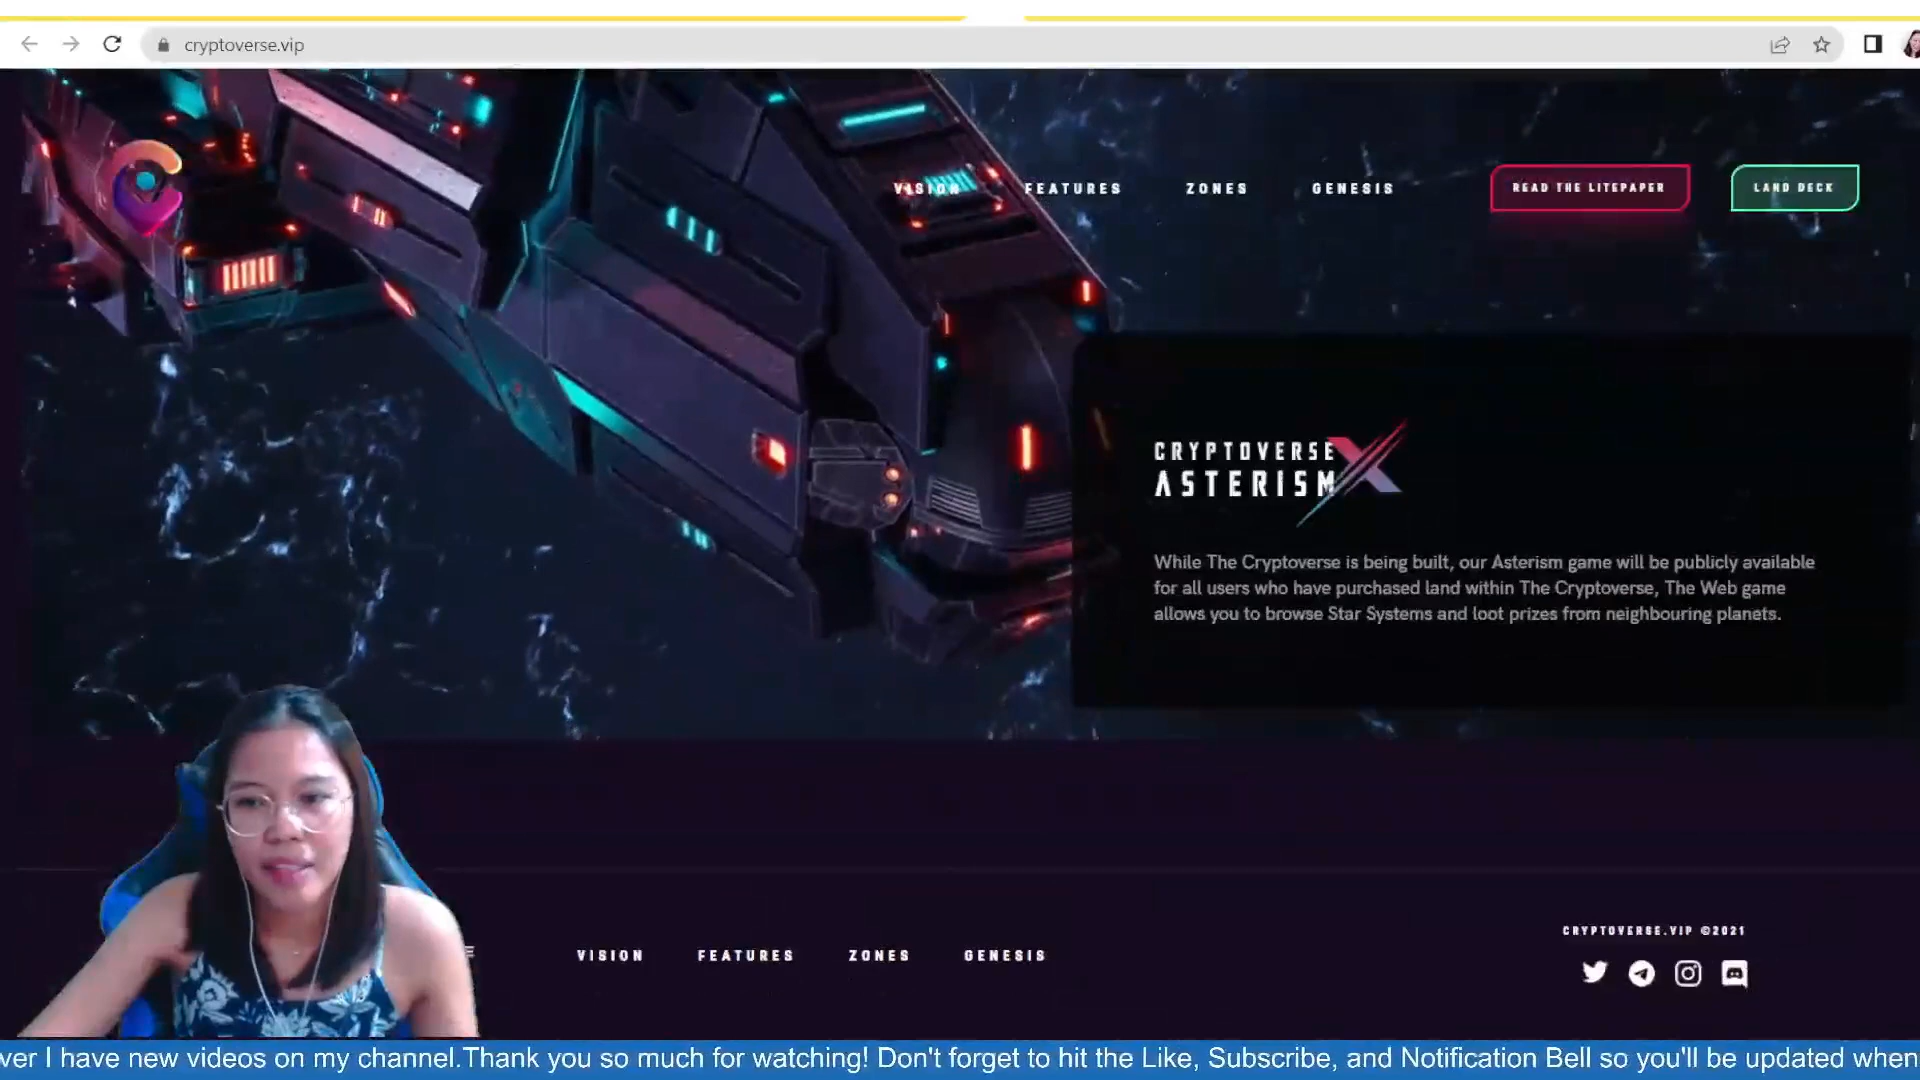 cryptoverse.vip
VISION FEATURES ZONES GENESIS READ THE LITEPAPER LAND DECK
CRYPTOVERSE
ASTERISM X
While The Cryptoverse is being built, our Asterism game will be publicly available
for all users who have purchased land within The Cryptoverse, The Web game
allows you to browse Star Systems and loot prizes from neighbouring planets.
CRYPTOVERSE.VIP ©2021
VISION FEATURES ZONES GENESIS
ver I have new videos on my channel.Thank you so much for watching! Don't forget to hit the Like, Subscribe, and Notification Bell so you'll be updated when